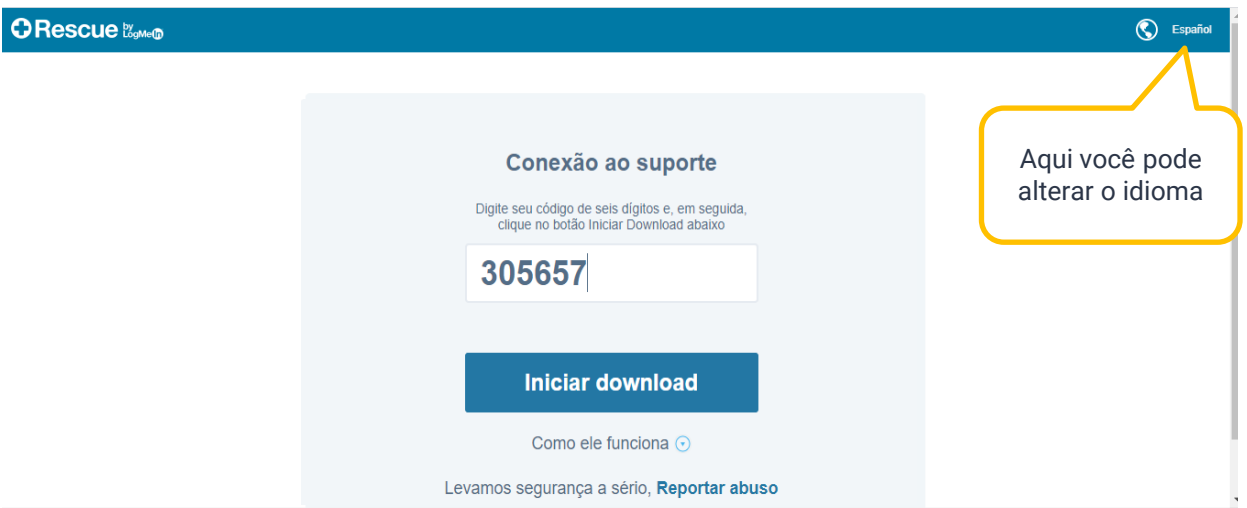 Rescue by LogMeIn
Español
Aqui você pode
alterar o idioma
Conexão ao suporte
Digite seu código de seis dígitos e, em seguida,
clique no botão Iniciar Download abaixo
305657
Iniciar download
Como ele funciona
Levamos segurança a sério, Reportar abuso